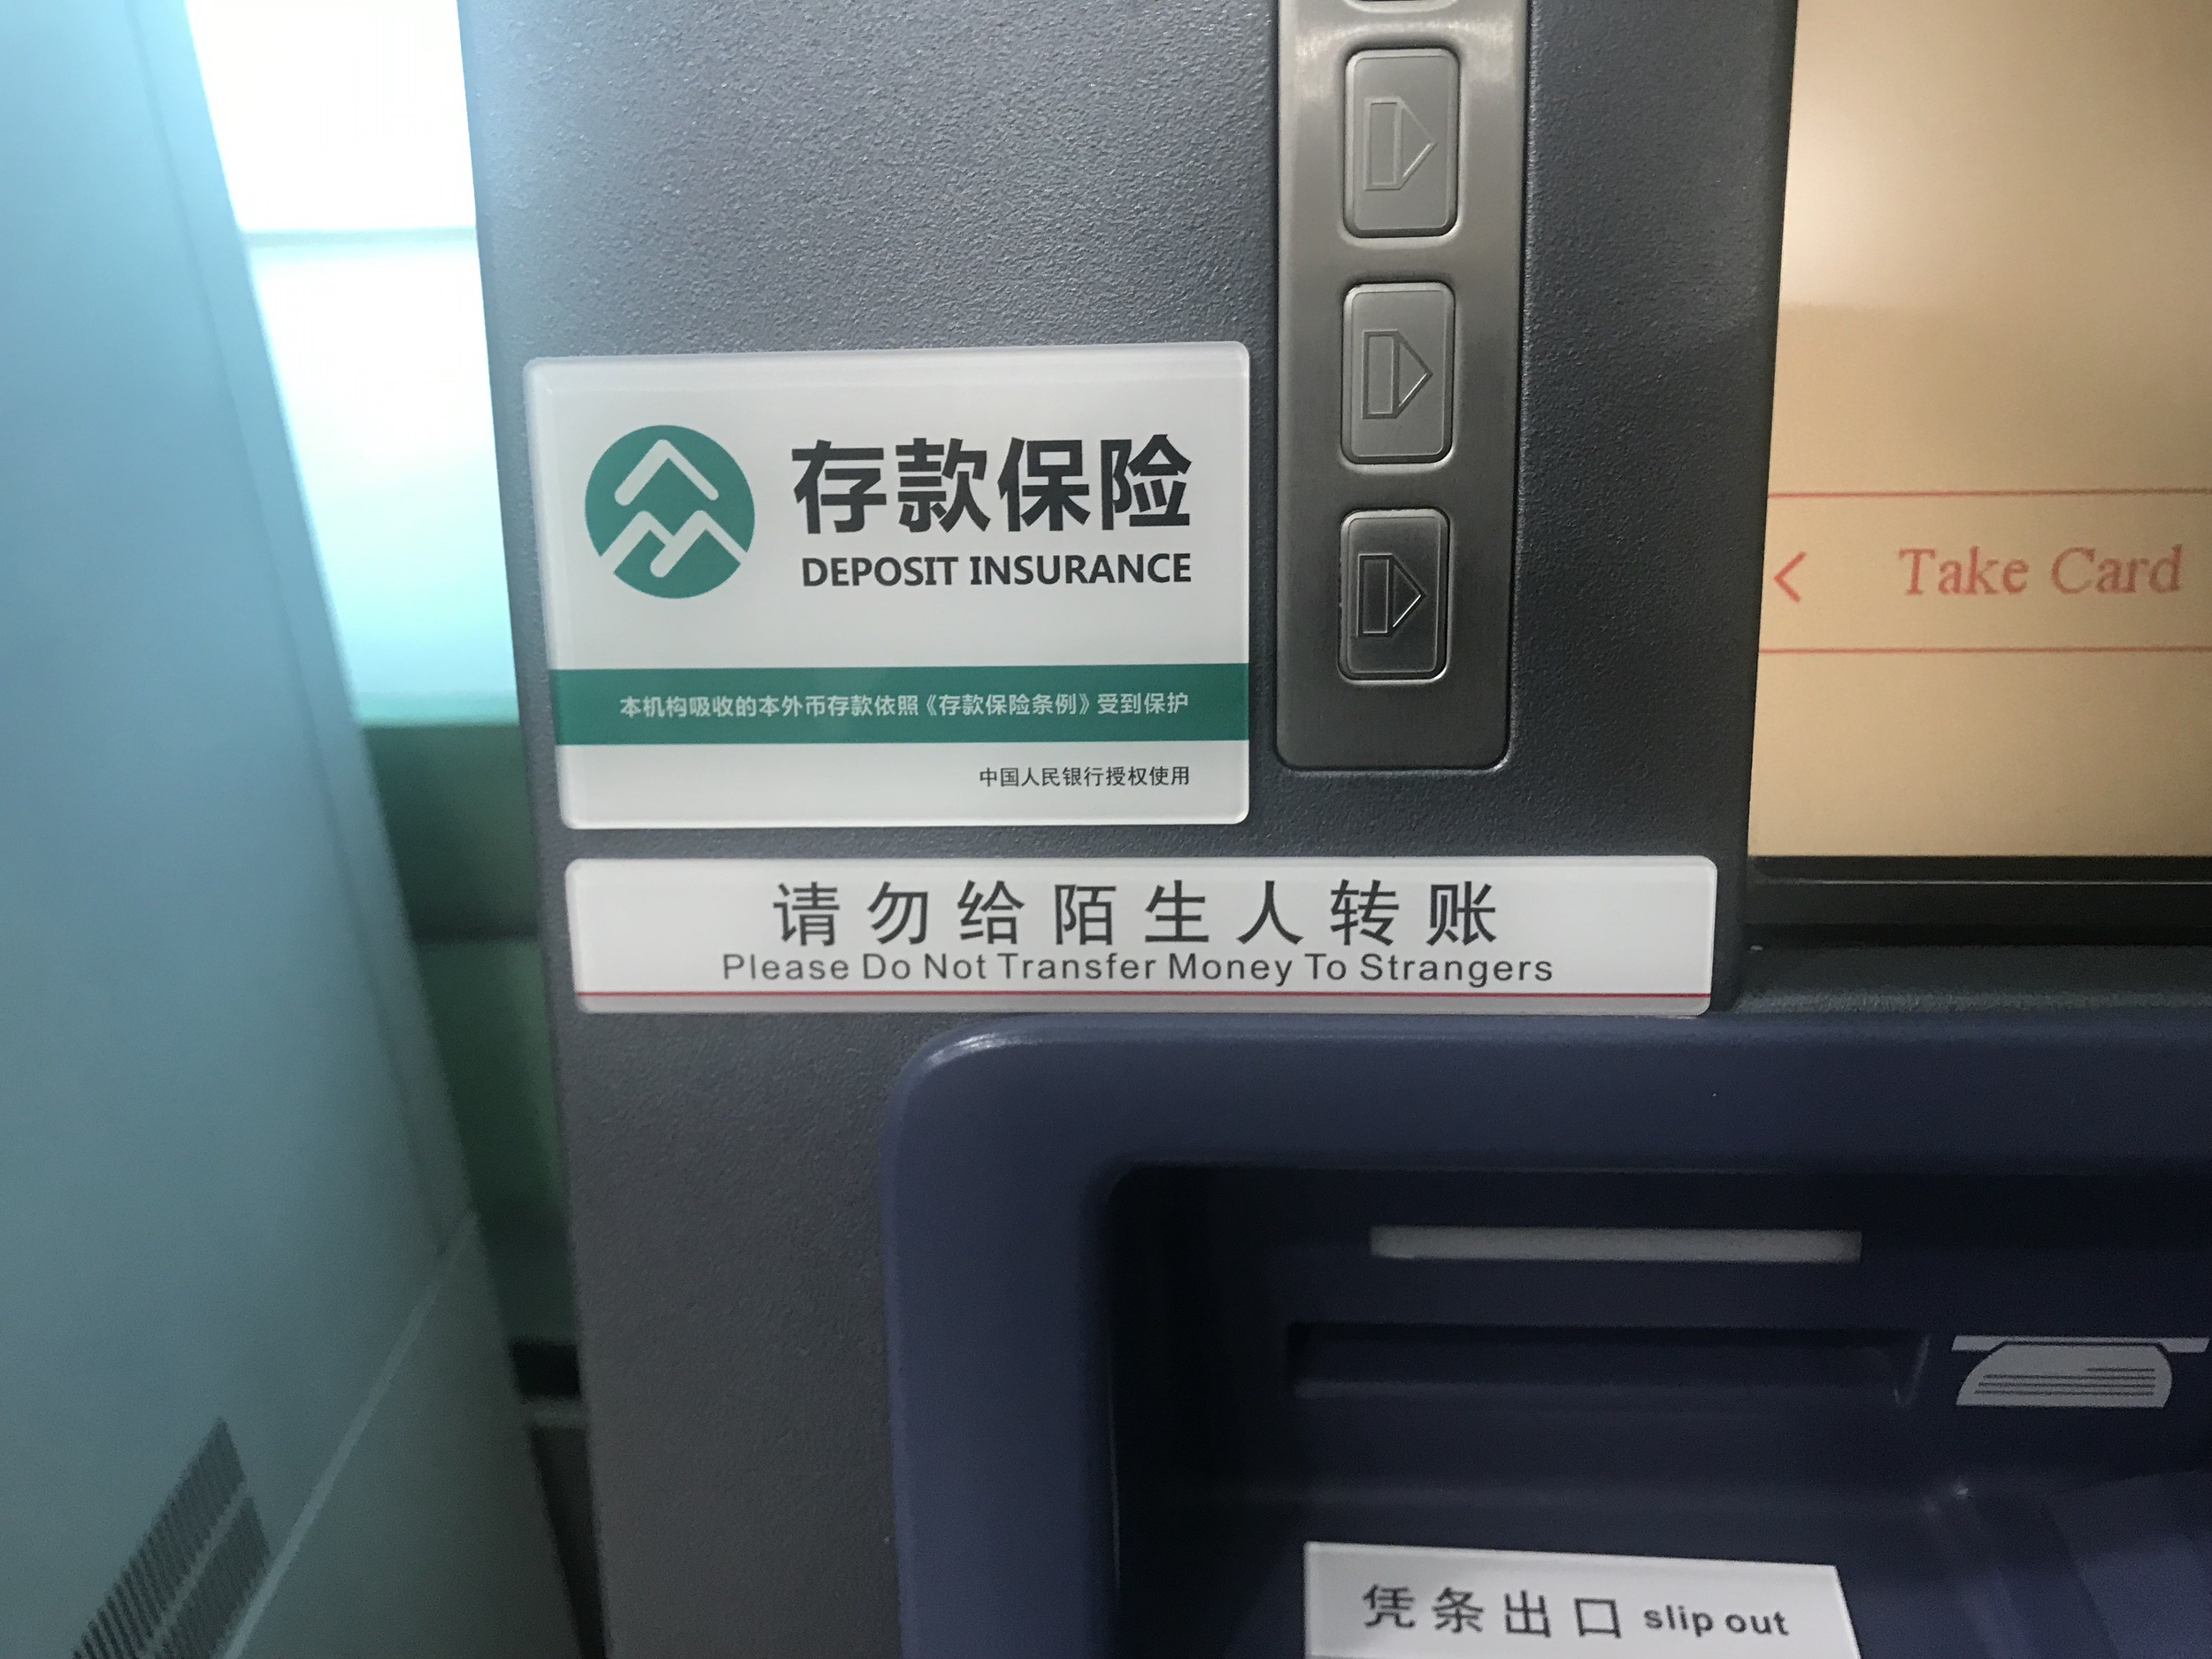 存款保险
DEPOSIT INSURANCE
本机构吸收的本外币存款依照《存款保险条例》受到保护
中国人民银行授权使用
< Take Card
请勿给陌生人转账
Please Do Not Transfer Money To Strangers
凭条出口 slip out